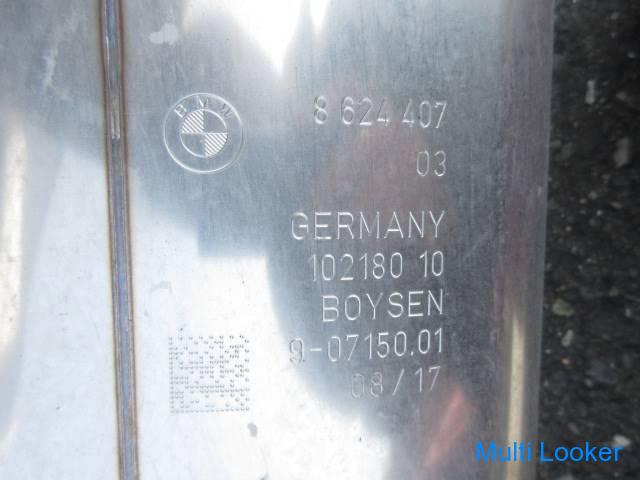 BMW
8 624 407
03
GERMANY
102180 10
BOYSEN
9-07150.01
08/17
Multi Looker